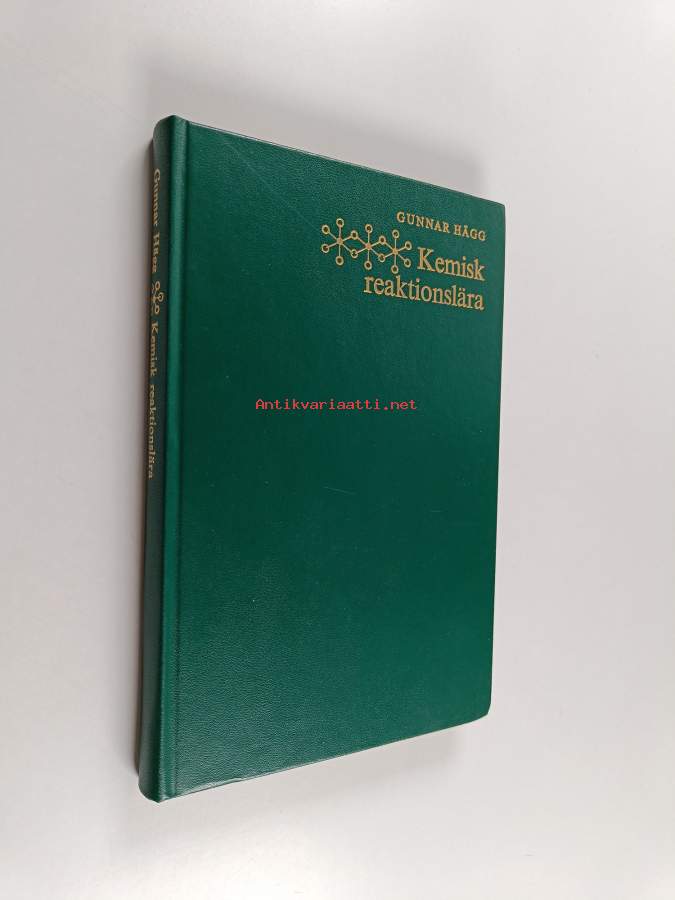 GUNNAR HÄGG
Kemisk
reaktionslära
Gunnar Hägg Kemisk reaktionslära
Antikvariaatti.net